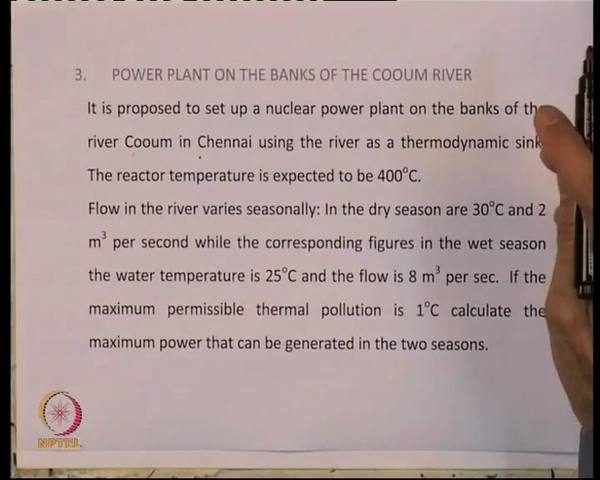 3. POWER PLANT ON THE BANKS OF THE COOUM RIVER
It is proposed to set up a nuclear power plant on the banks of the
river Cooum in Chennai using the river as a thermodynamic sink.
The reactor temperature is expected to be 400°C.
Flow in the river varies seasonally: In the dry season are 30°C and 2
m³ per second while the corresponding figures in the wet season
the water temperature is 25°C and the flow is 8 m³ per sec. If the
maximum permissible thermal pollution is 1°C calculate the
maximum power that can be generated in the two seasons.
NPTEL